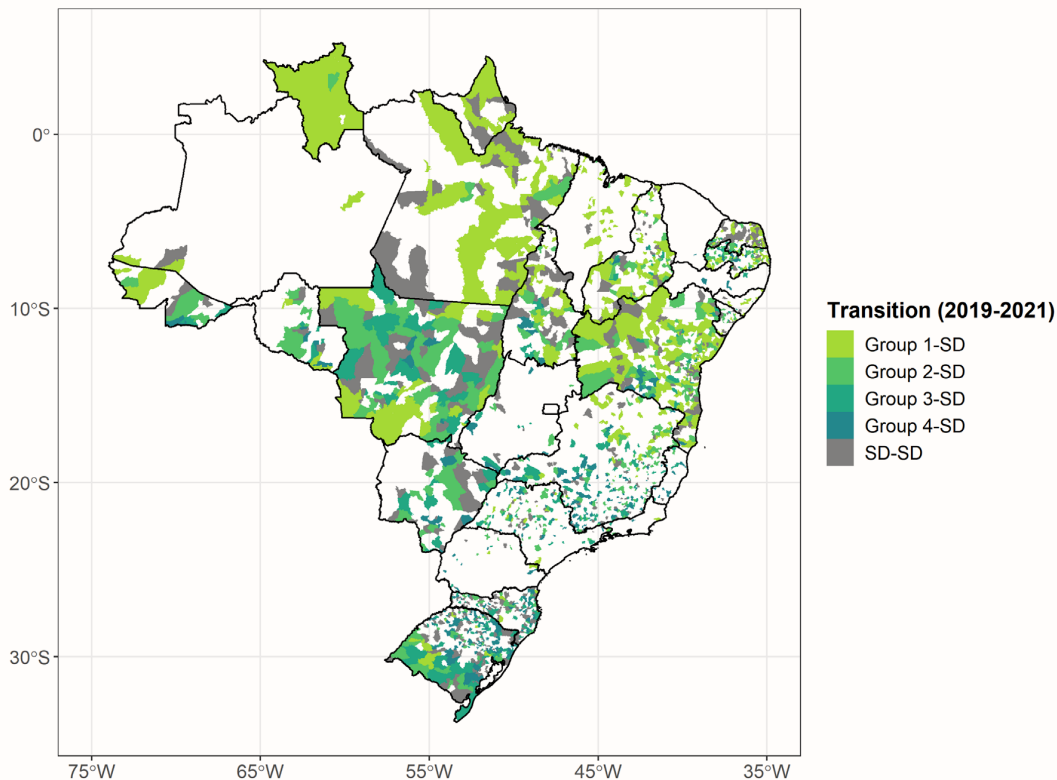 0°
10°S
20°S
30°S
75°W
65°W
55°W
45°W
35°W
Transition (2019-2021)
Group 1-SD
Group 2-SD
Group 3-SD
Group 4-SD
SD-SD